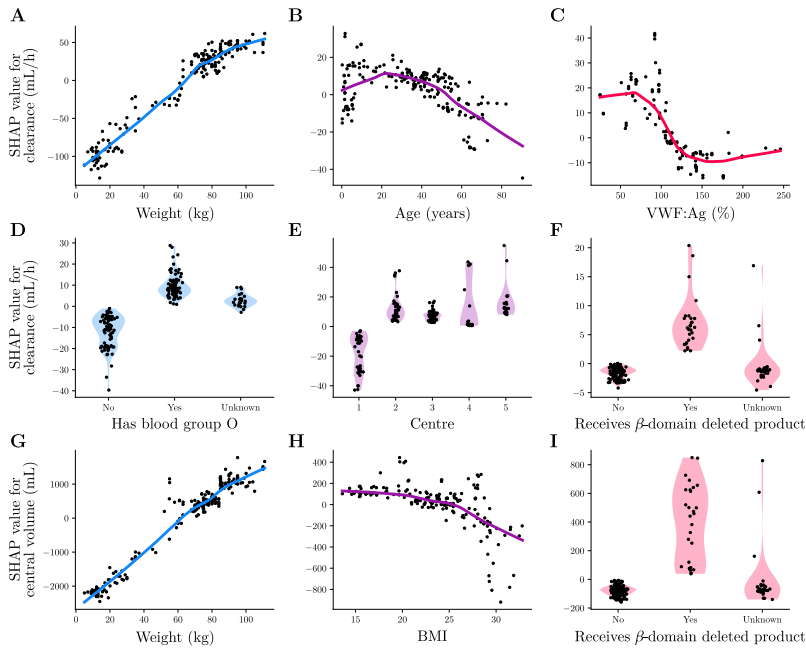 A
B
C
SHAP value for
clearance (mL/h)
50
0
−50
−100
0
20
40
60
80
100
Weight (kg)
20
0
−20
−40
0
20
40
60
80
Age (years)
40
30
20
10
0
−10
50
100
150
200
250
VWF:Ag (%)
D
E
F
SHAP value for
clearance (mL/h)
30
20
10
0
−10
−20
−30
−40
No
Yes
Unknown
Has blood group O
40
20
0
−20
−40
1
2
3
4
5
Centre
20
15
10
5
0
−5
No
Yes
Unknown
Receives β-domain deleted product
G
H
I
SHAP value for
central volume (mL)
1000
0
−1000
−2000
0
20
40
60
80
100
Weight (kg)
400
200
0
−200
−400
−600
−800
15
20
25
30
BMI
800
600
400
200
0
−200
No
Yes
Unknown
Receives β-domain deleted product